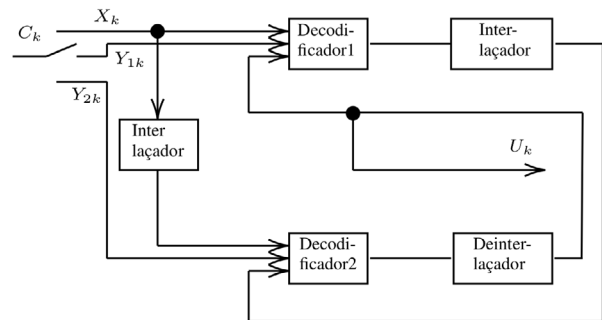 X_k
C_k
Y_{1k}
Y_{2k}
Decodi-
ficador1
Inter-
laçador
Inter
laçador
U_k
Decodi-
ficador2
Deinter-
laçador